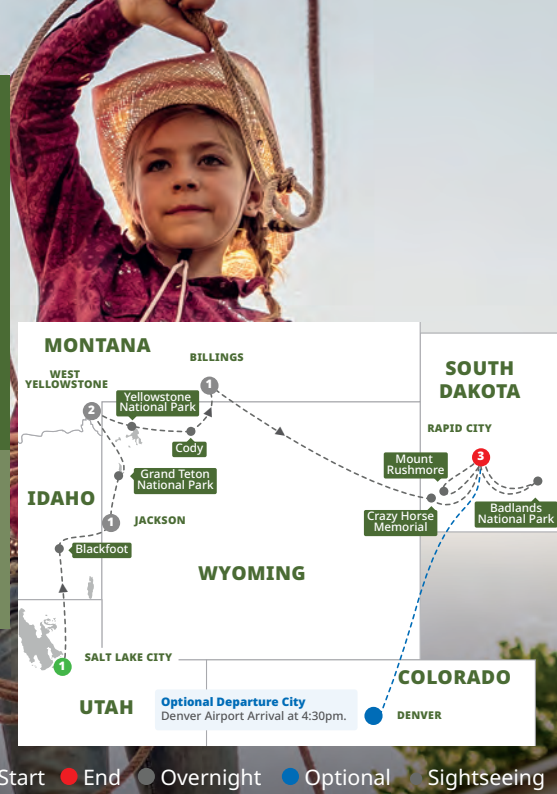 MONTANA
BILLINGS
1
WEST
YELLOWSTONE
2
Yellowstone
National Park
Cody
SOUTH
DAKOTA
RAPID CITY
3
Mount
Rushmore
Crazy Horse
Memorial
Badlands
National Park
Grand Teton
National Park
IDAHO
1
JACKSON
Blackfoot
WYOMING
1
SALT LAKE CITY
UTAH
Optional Departure City
Denver Airport Arrival at 4:30pm.
COLORADO
DENVER
Start End Overnight Optional Sightseeing